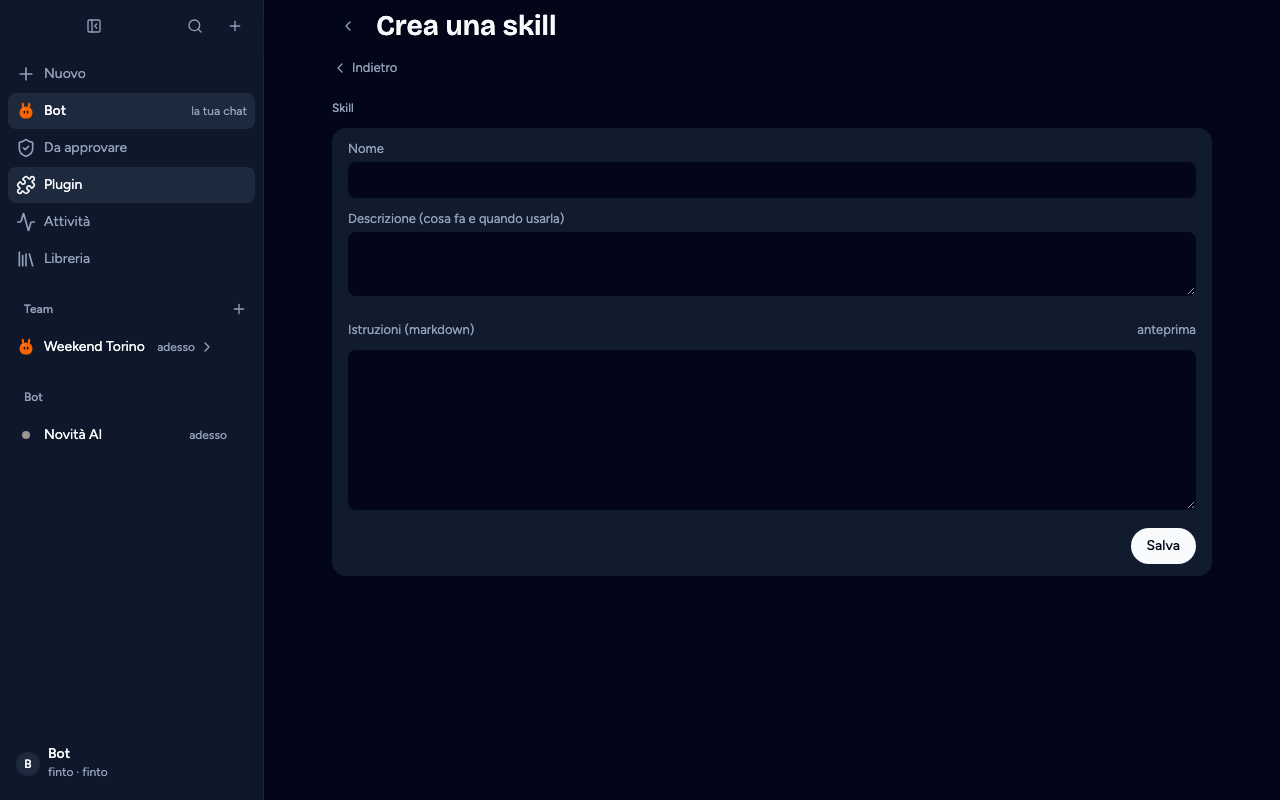 Nuovo
Bot la tua chat
Da approvare
Plugin
Attività
Libreria
Team
Weekend Torino adesso
Bot
Novità AI adesso
B
Bot
finto · finto
Crea una skill
Indietro
Skill
Nome
Descrizione (cosa fa e quando usarla)
Istruzioni (markdown) anteprima
Salva